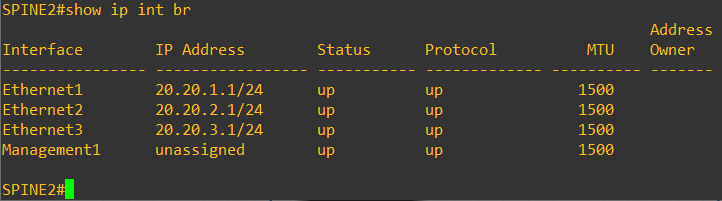 SPINE2#show ip int br
                                                                      Address
Interface        IP Address         Status      Protocol          MTU Owner
---------------- ------------------ ----------- ------------- ---------- -------
Ethernet1        20.20.1.1/24       up          up               1500
Ethernet2        20.20.2.1/24       up          up               1500
Ethernet3        20.20.3.1/24       up          up               1500
Management1      unassigned         up          up               1500
SPINE2#